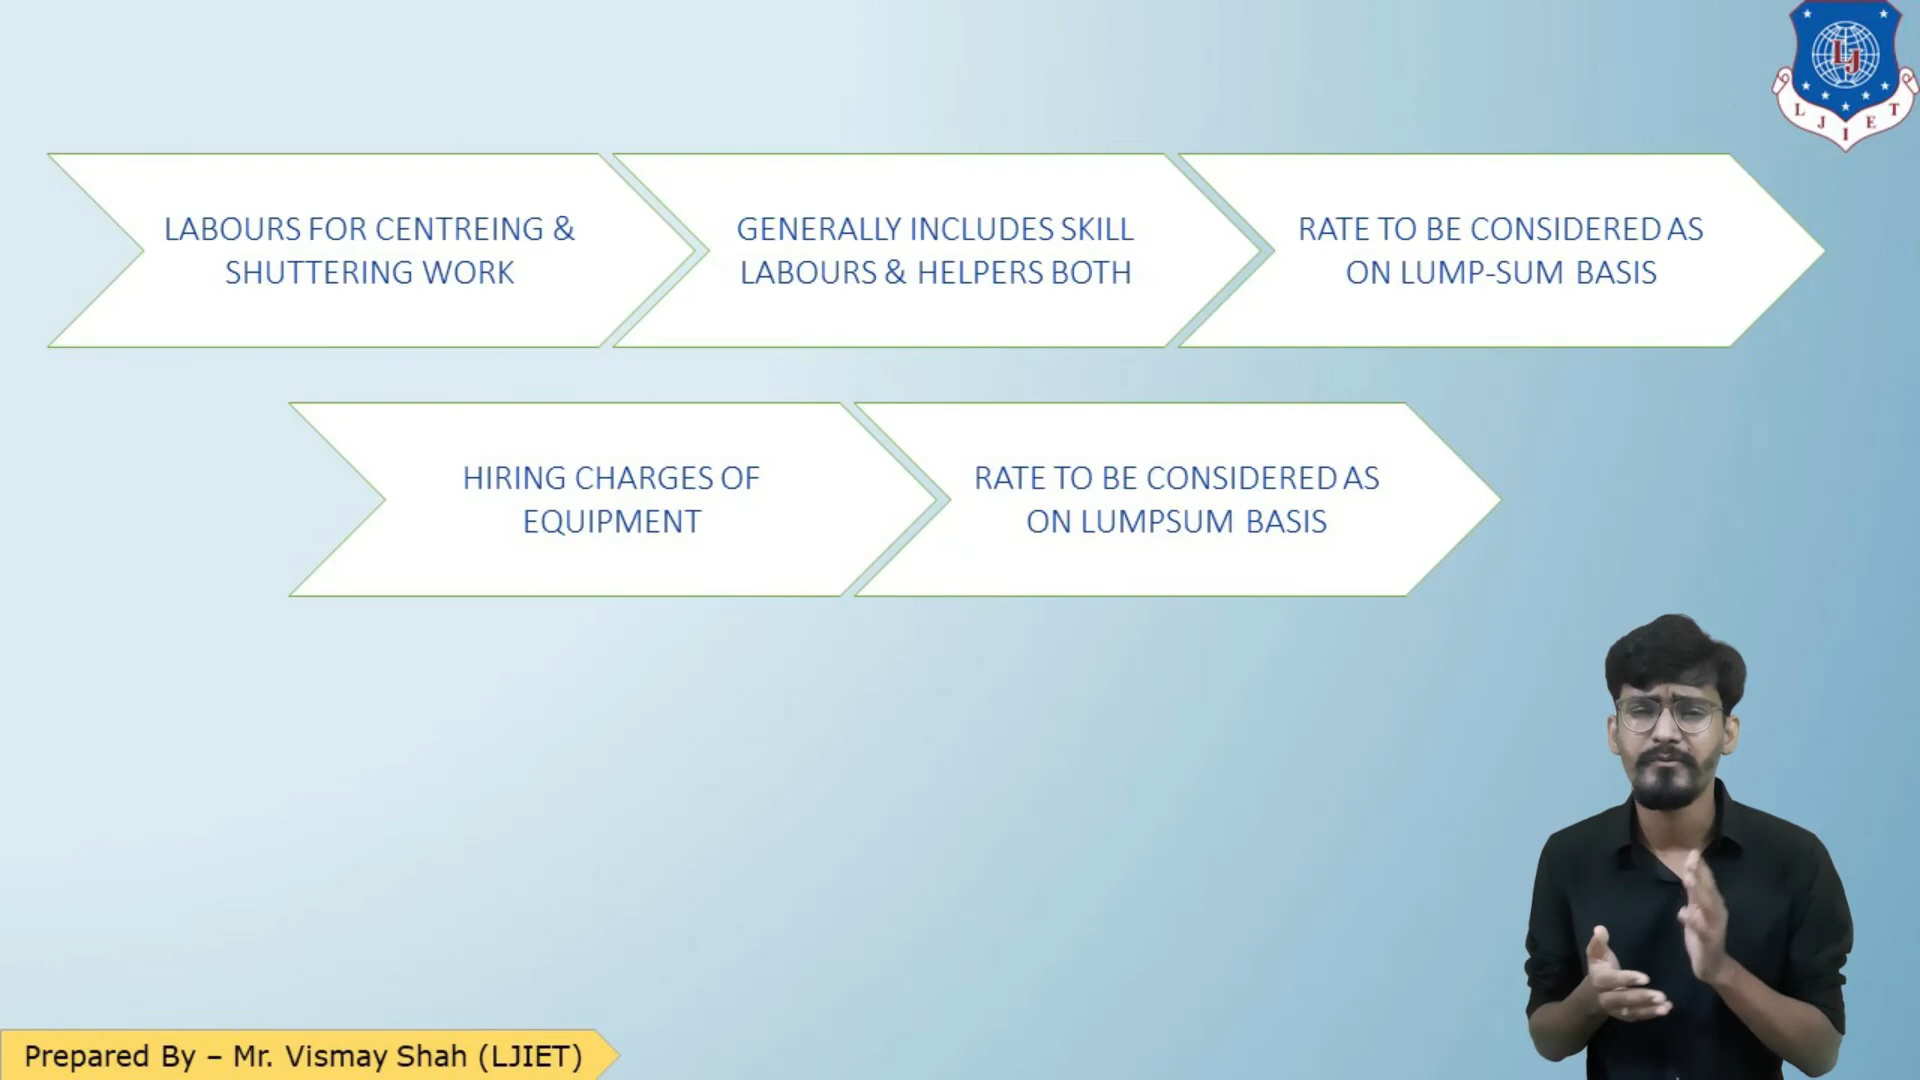 LJ
L J I E T
LABOURS FOR CENTREING &
SHUTTERING WORK
GENERALLY INCLUDES SKILL
LABOURS & HELPERS BOTH
RATE TO BE CONSIDERED AS
ON LUMP-SUM BASIS
HIRING CHARGES OF
EQUIPMENT
RATE TO BE CONSIDERED AS
ON LUMPSUM BASIS
Prepared By – Mr. Vismay Shah (LJIET)